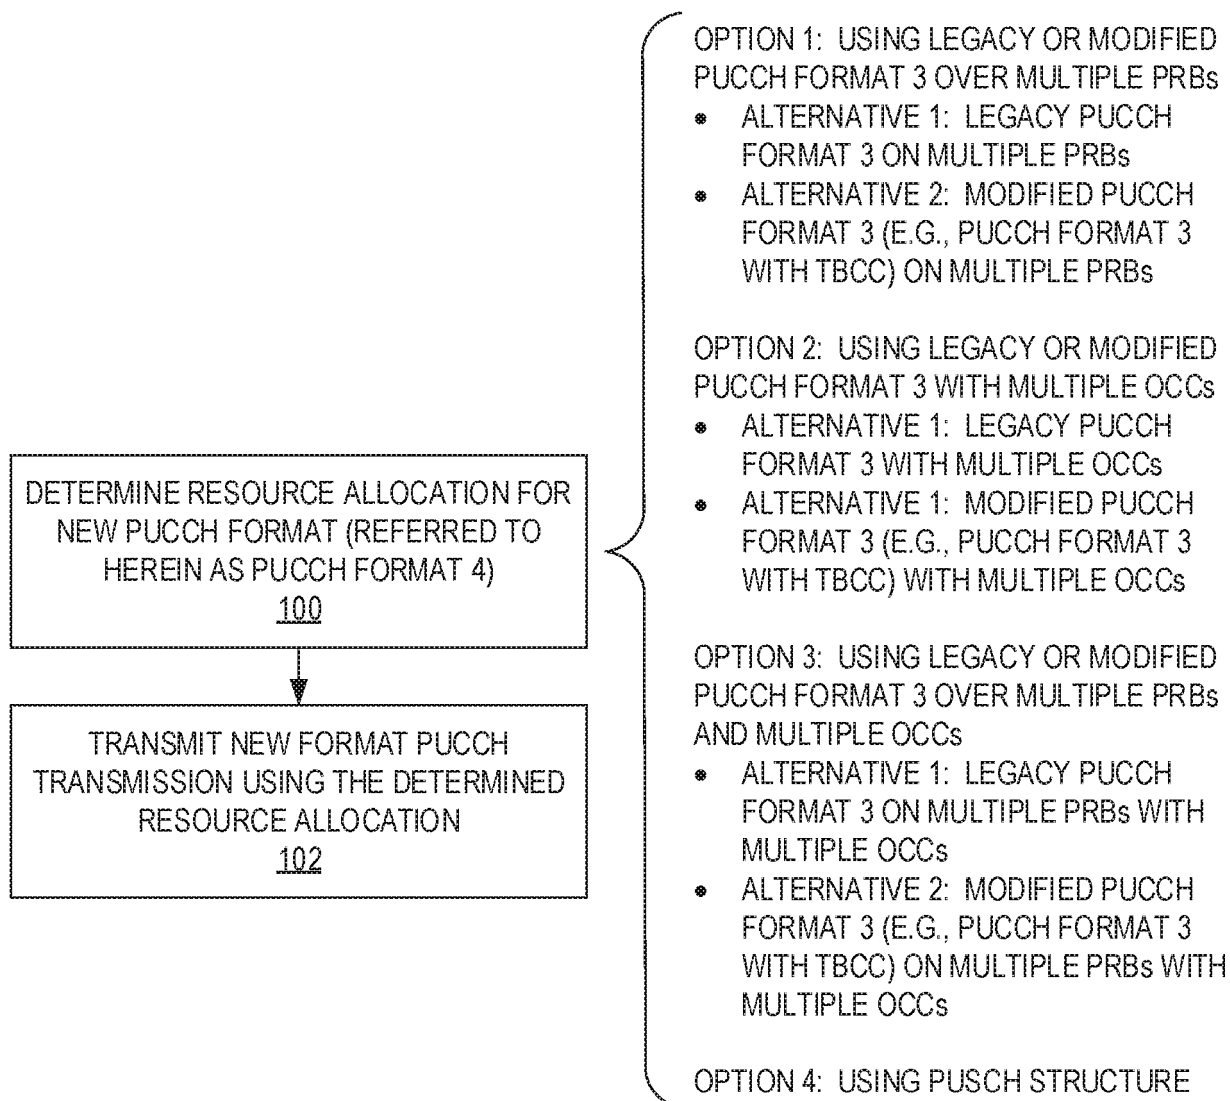 DETERMINE RESOURCE ALLOCATION FOR
NEW PUCCH FORMAT (REFERRED TO
HEREIN AS PUCCH FORMAT 4)
100
TRANSMIT NEW FORMAT PUCCH
TRANSMISSION USING THE DETERMINED
RESOURCE ALLOCATION
102
OPTION 1: USING LEGACY OR MODIFIED
PUCCH FORMAT 3 OVER MULTIPLE PRBs
• ALTERNATIVE 1: LEGACY PUCCH
FORMAT 3 ON MULTIPLE PRBs
• ALTERNATIVE 2: MODIFIED PUCCH
FORMAT 3 (E.G., PUCCH FORMAT 3
WITH TBCC) ON MULTIPLE PRBs
OPTION 2: USING LEGACY OR MODIFIED
PUCCH FORMAT 3 WITH MULTIPLE OCCs
• ALTERNATIVE 1: LEGACY PUCCH
FORMAT 3 WITH MULTIPLE OCCs
• ALTERNATIVE 1: MODIFIED PUCCH
FORMAT 3 (E.G., PUCCH FORMAT 3
WITH TBCC) WITH MULTIPLE OCCs
OPTION 3: USING LEGACY OR MODIFIED
PUCCH FORMAT 3 OVER MULTIPLE PRBs
AND MULTIPLE OCCs
• ALTERNATIVE 1: LEGACY PUCCH
FORMAT 3 ON MULTIPLE PRBs WITH
MULTIPLE OCCs
• ALTERNATIVE 2: MODIFIED PUCCH
FORMAT 3 (E.G., PUCCH FORMAT 3
WITH TBCC) ON MULTIPLE PRBs WITH
MULTIPLE OCCs
OPTION 4: USING PUSCH STRUCTURE